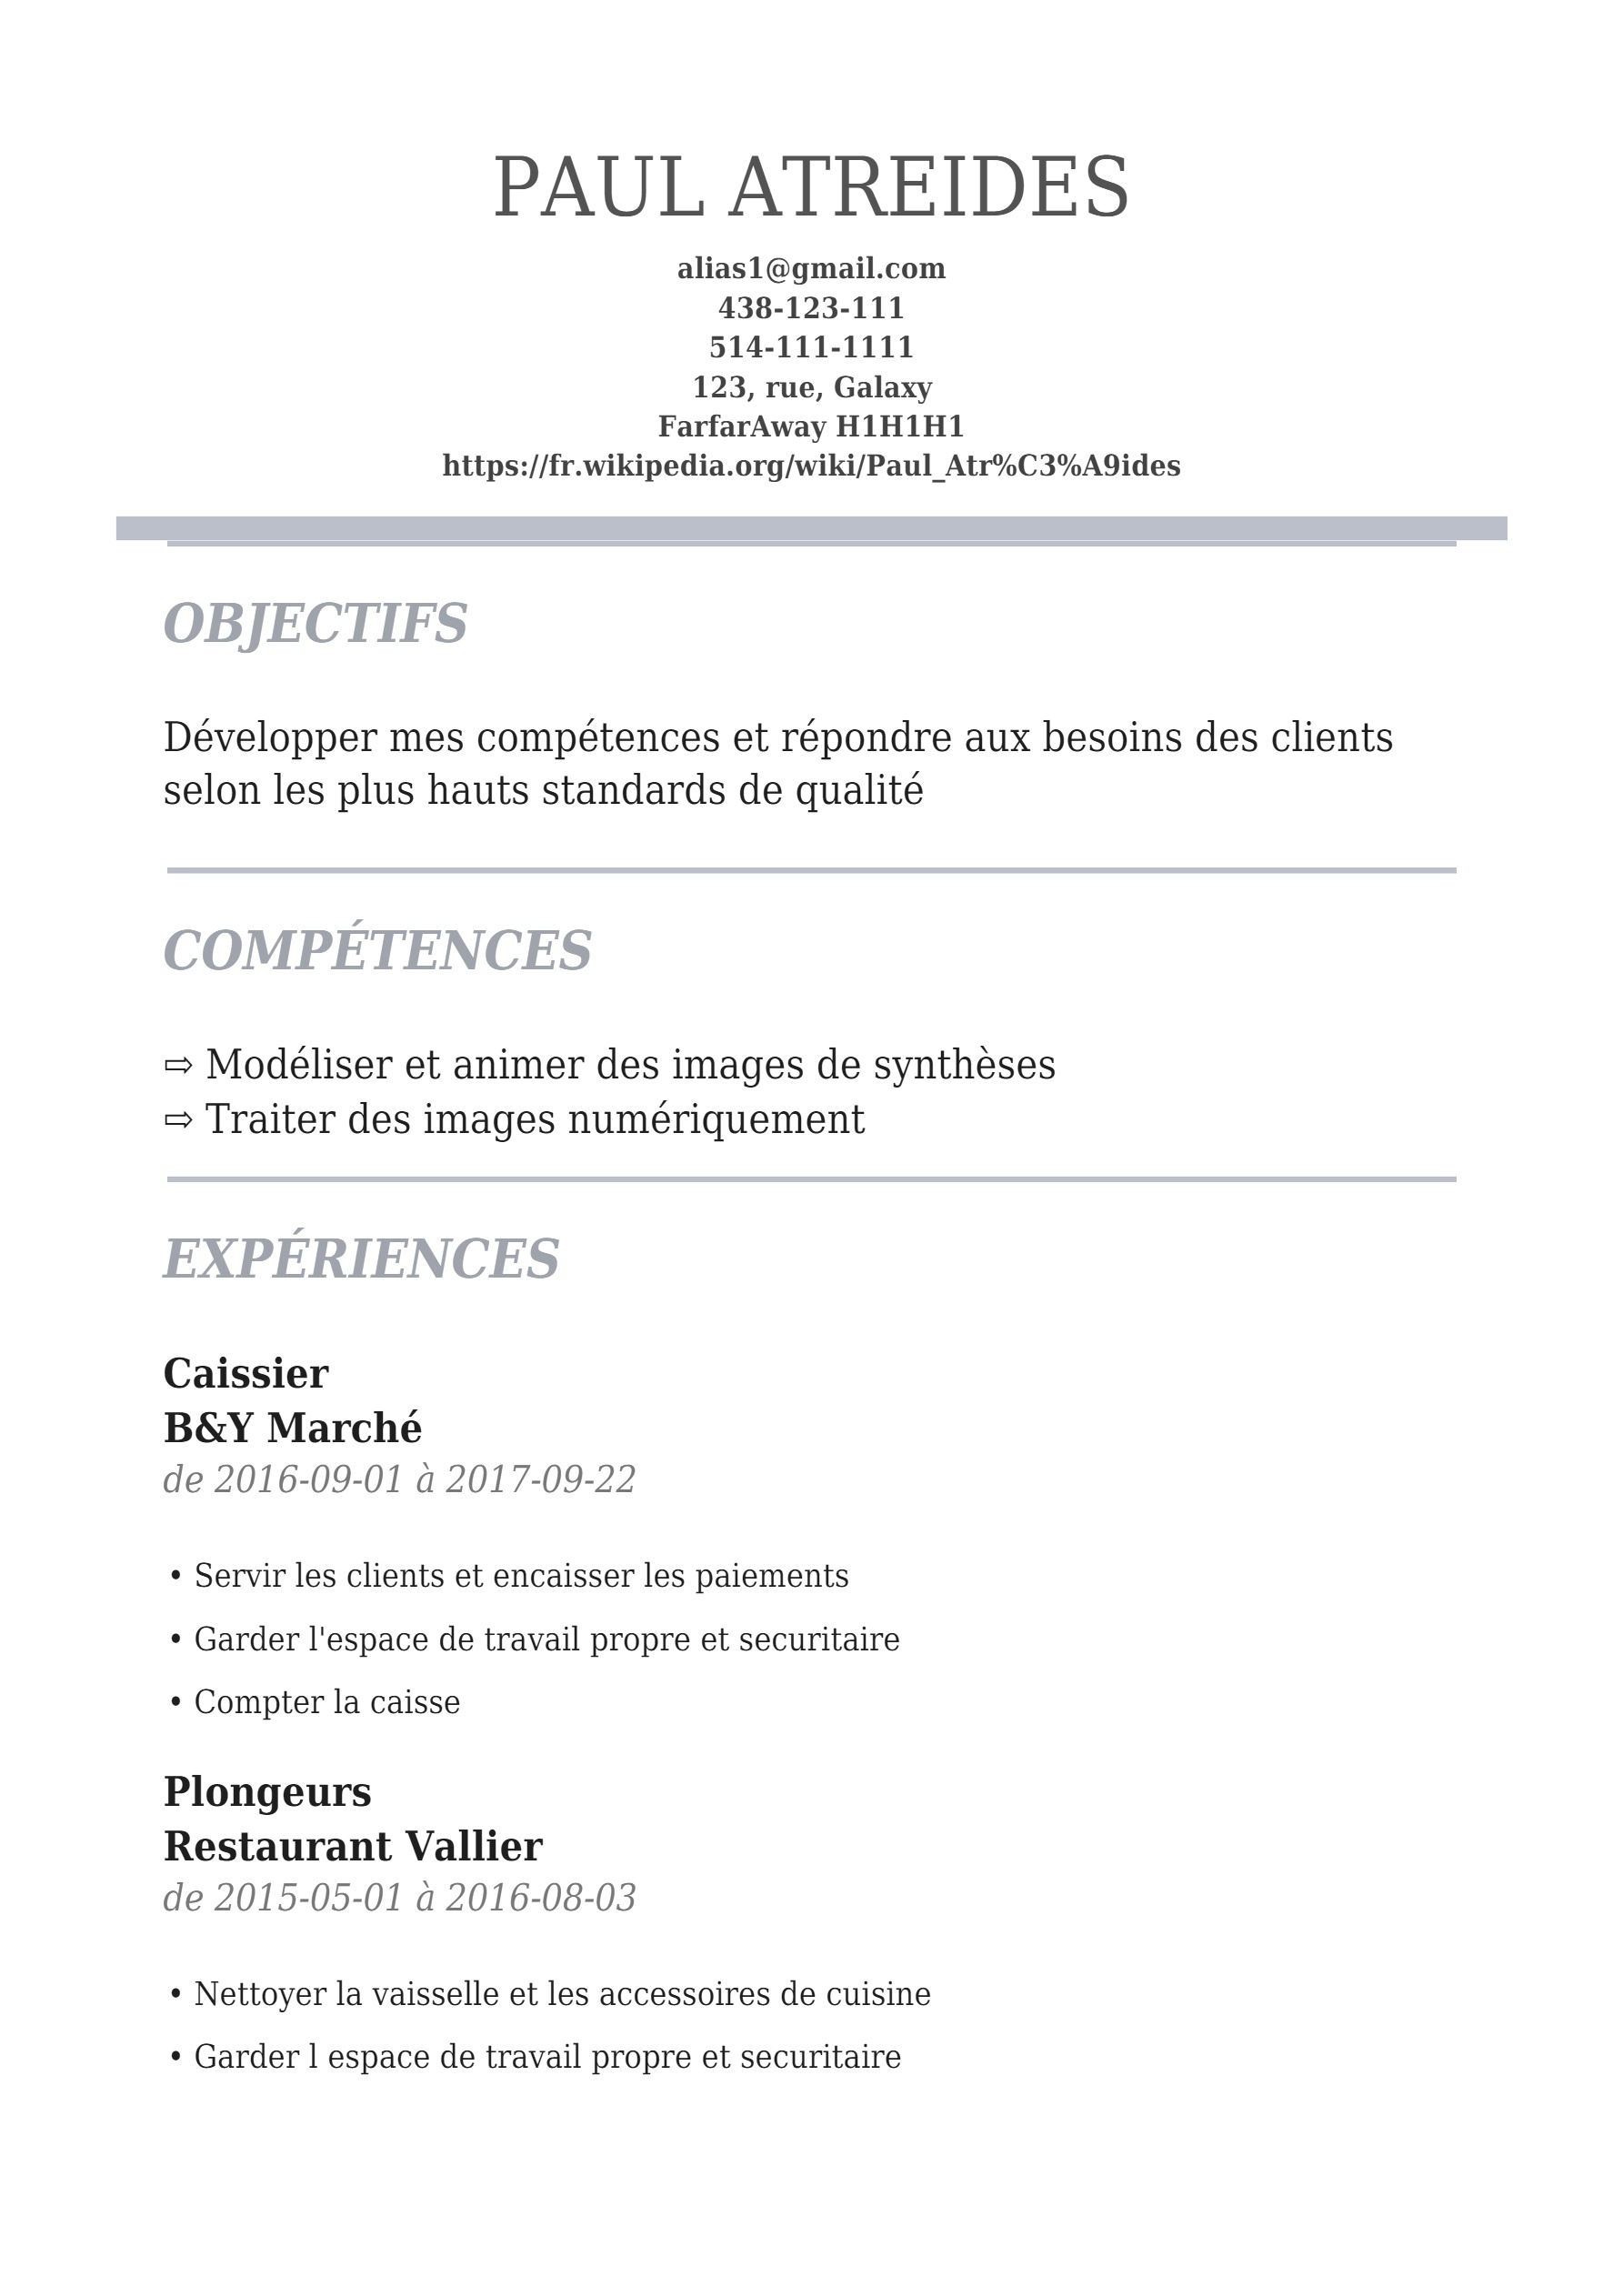 PAUL ATREIDES
alias1@gmail.com
438-123-111
514-111-1111
123, rue, Galaxy
FarfarAway H1H1H1
https://fr.wikipedia.org/wiki/Paul_Atr%C3%A9ides
OBJECTIFS
Développer mes compétences et répondre aux besoins des clients
selon les plus hauts standards de qualité
COMPÉTENCES
⇨ Modéliser et animer des images de synthèses
⇨ Traiter des images numériquement
EXPÉRIENCES
Caissier
B&Y Marché
de 2016-09-01 à 2017-09-22
• Servir les clients et encaisser les paiements
• Garder l'espace de travail propre et securitaire
• Compter la caisse
Plongeurs
Restaurant Vallier
de 2015-05-01 à 2016-08-03
• Nettoyer la vaisselle et les accessoires de cuisine
• Garder l espace de travail propre et securitaire